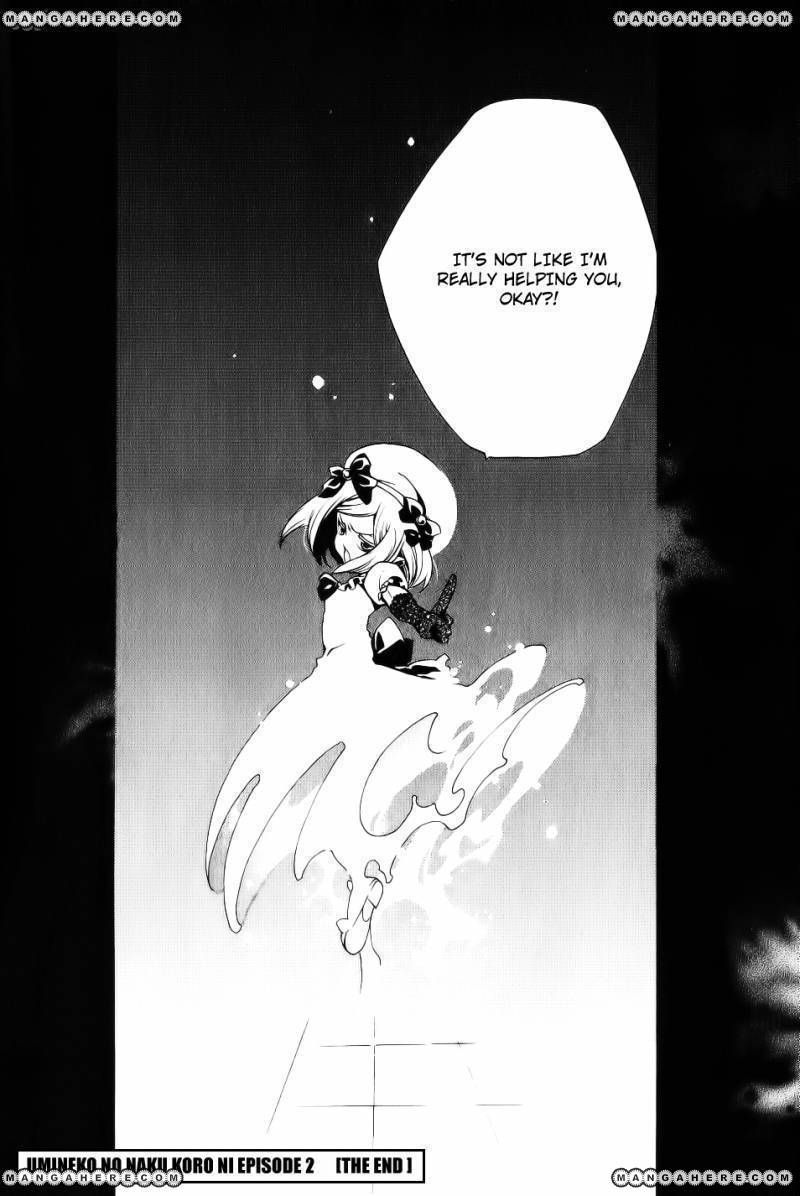 MANGAHERE.COM
MANGAHERE.COM
IT'S NOT LIKE I'M
REALLY HELPING YOU,
OKAY?!
UMINEKO NO NAKU KORO NI EPISODE 2 [THE END]
MANGAHERE.COM
MANGAHERE.COM